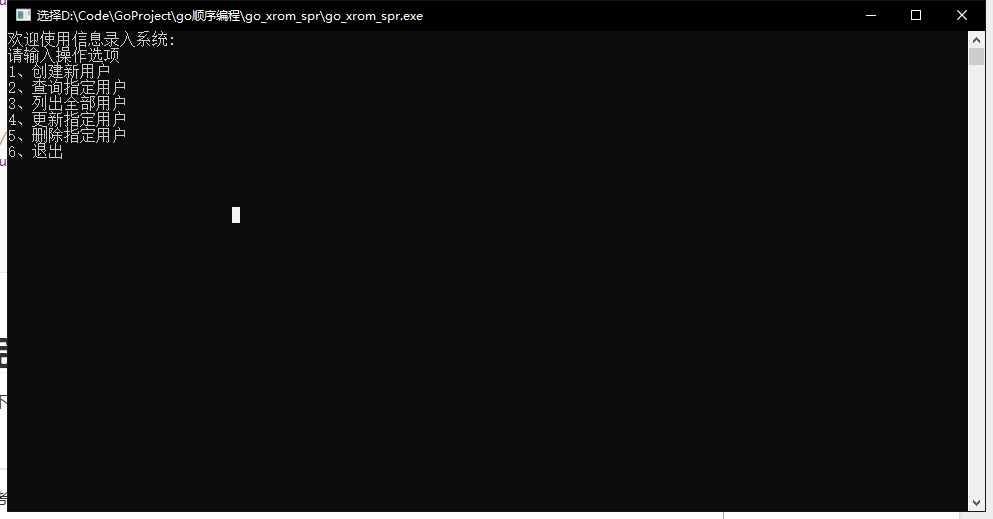 选择D:\Code\GoProject\go顺序编程\go_xrom_spr\go_xrom_spr.exe
欢迎使用信息录入系统:
请输入操作选项
1、创建新用户
2、查询指定用户
3、列出全部用户
4、更新指定用户
5、删除指定用户
6、退出